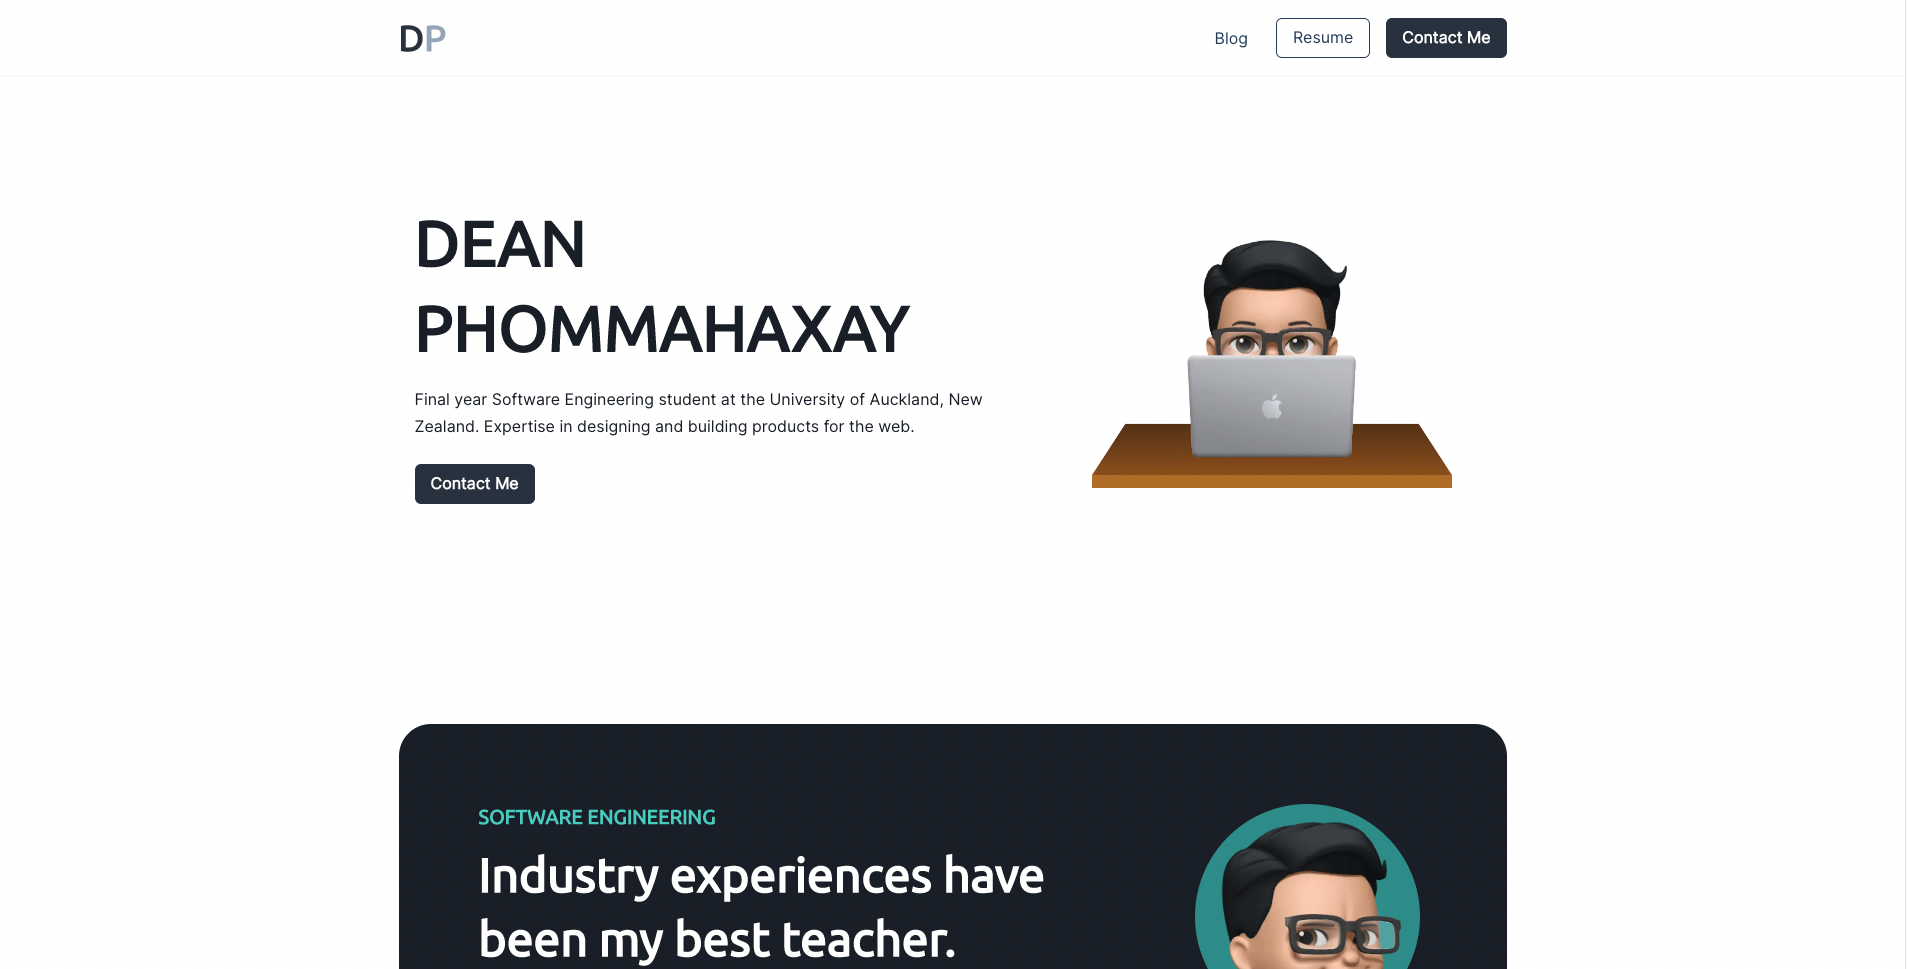 DP
Blog
Resume
Contact Me
DEAN
PHOMMAHAXAY
Final year Software Engineering student at the University of Auckland, New
Zealand. Expertise in designing and building products for the web.
Contact Me
SOFTWARE ENGINEERING
Industry experiences have
been my best teacher.